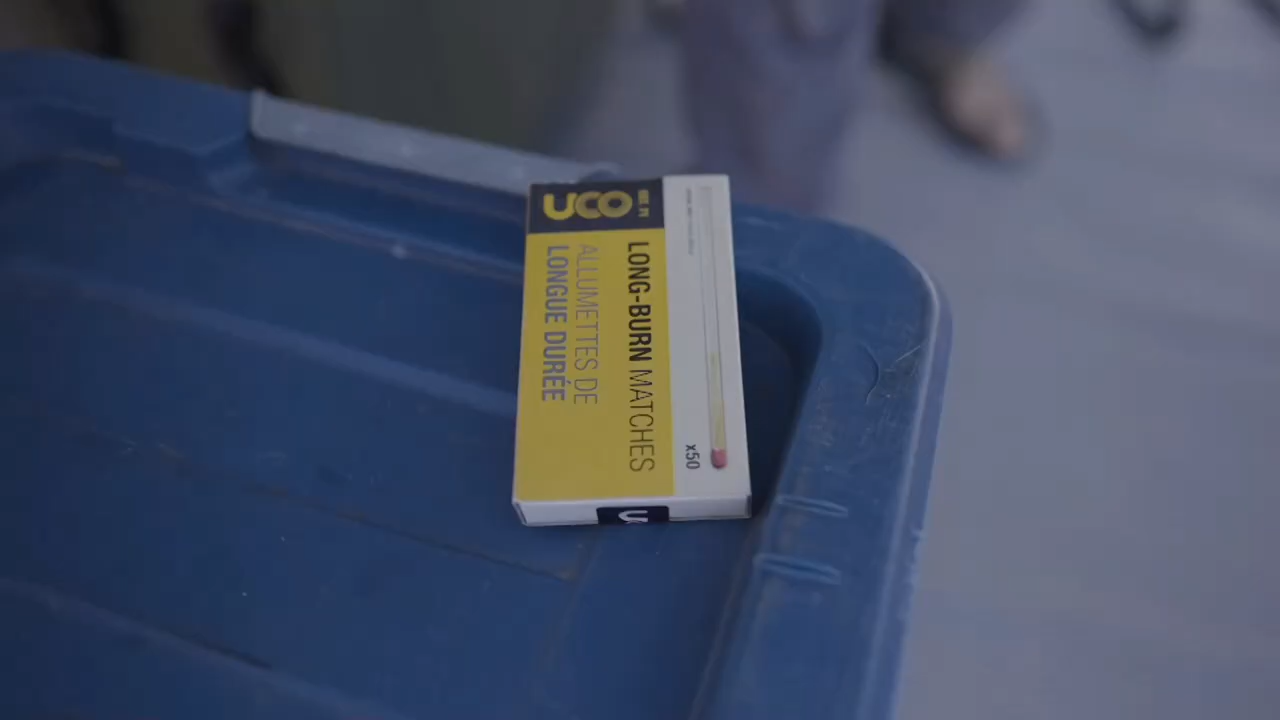 UCO
LONG-BURN MATCHES
ALLUMETTES DE
LONGUE DURÉE
x50